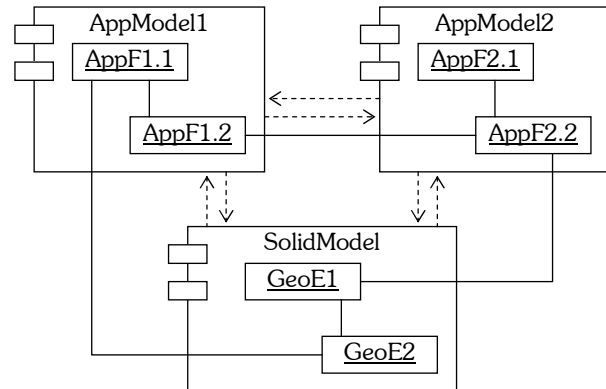 AppModel1
AppModel2
AppF1.1
AppF2.1
AppF1.2
AppF2.2
SolidModel
GeoE1
GeoE2